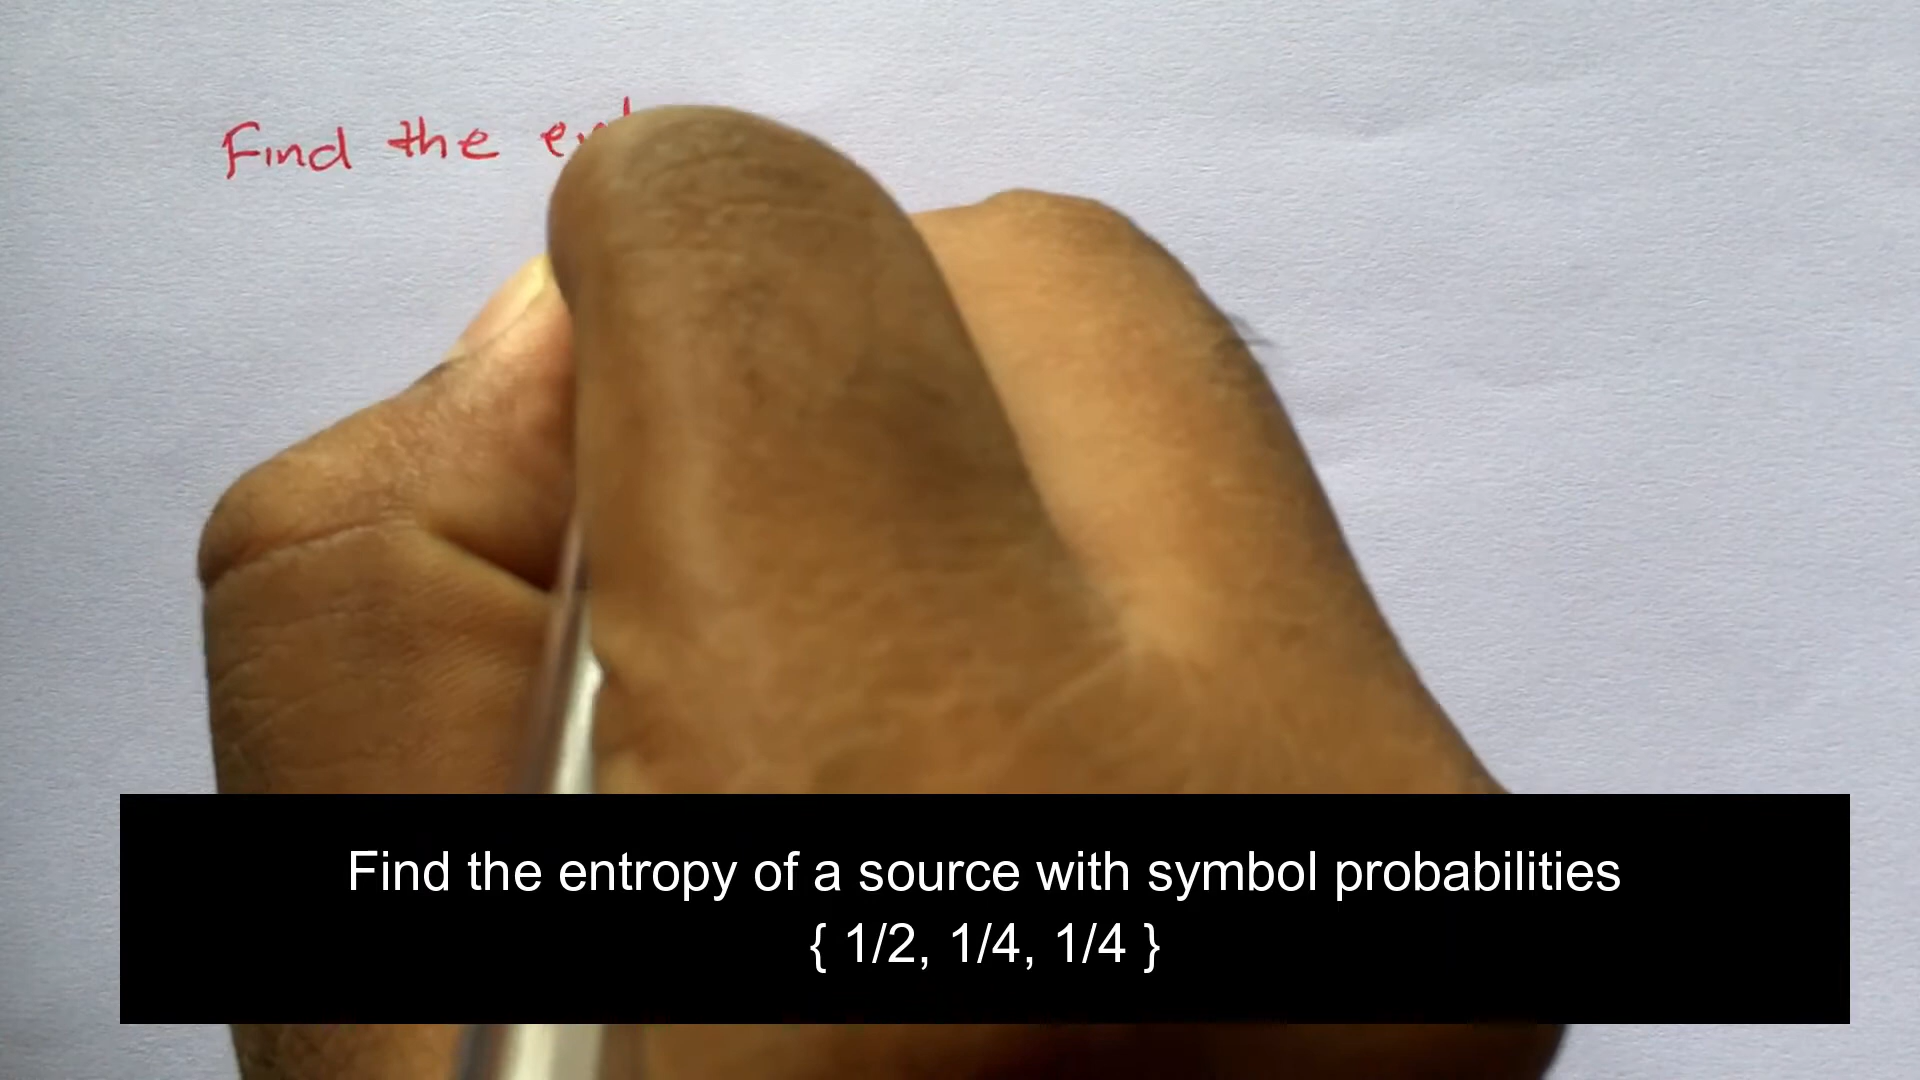 Find the
Find the entropy of a source with symbol probabilities
{ 1/2, 1/4, 1/4 }